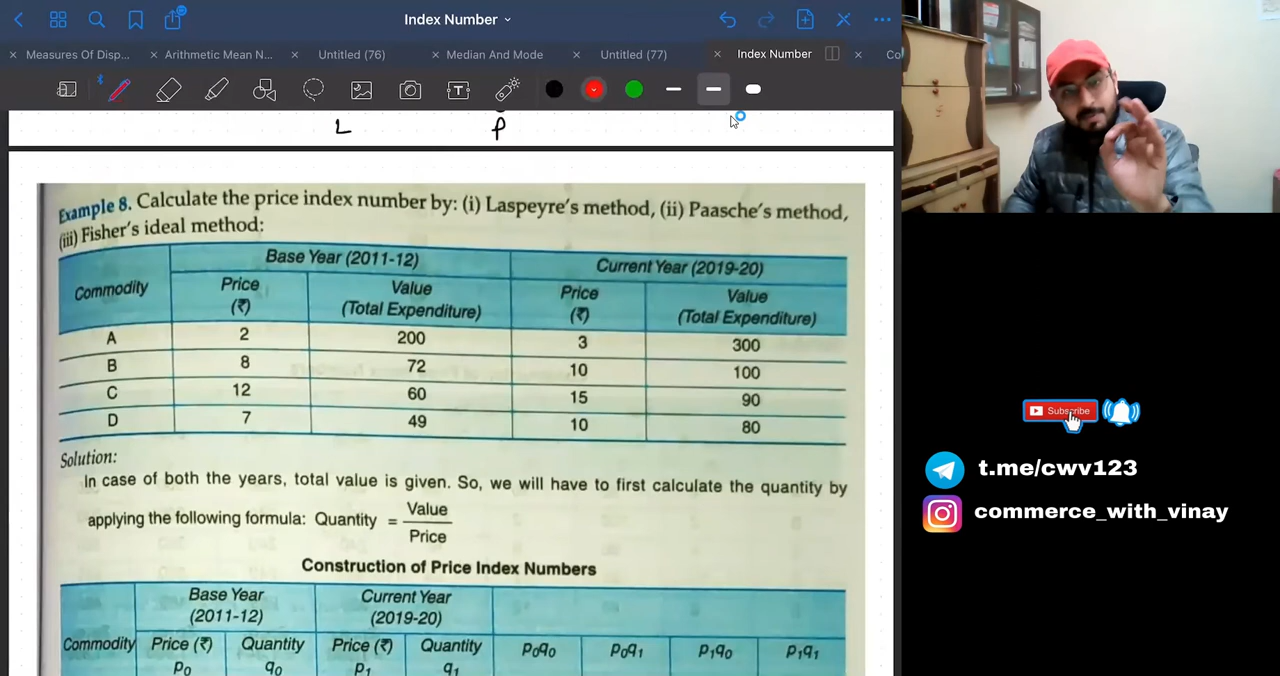 Index Number
Measures Of Disp...
Arithmetic Mean N...
Untitled (76)
Median And Mode
Untitled (77)
Index Number
Co
L
P
Example 8. Calculate the price index number by: (i) Laspeyre's method, (ii) Paasche's method,
(iii) Fisher's ideal method:
Commodity
Base Year (2011-12)
Current Year (2019-20)
Price
(₹)
Value
(Total Expenditure)
Price
(₹)
Value
(Total Expenditure)
A 2 200 3 300
B 8 72 10 100
C 12 60 15 90
D 7 49 10 80
Solution:
In case of both the years, total value is given. So, we will have to first calculate the quantity by
applying the following formula: Quantity = Value
Price
Construction of Price Index Numbers
Commodity
Base Year
(2011-12)
Current Year
(2019-20)
Price (₹)
p₀
Quantity
q₀
Price (₹)
p₁
Quantity
q₁
p₀q₀
p₀q₁
p₁q₀
p₁q₁
Subscribe
t.me/cwv123
commerce_with_vinay